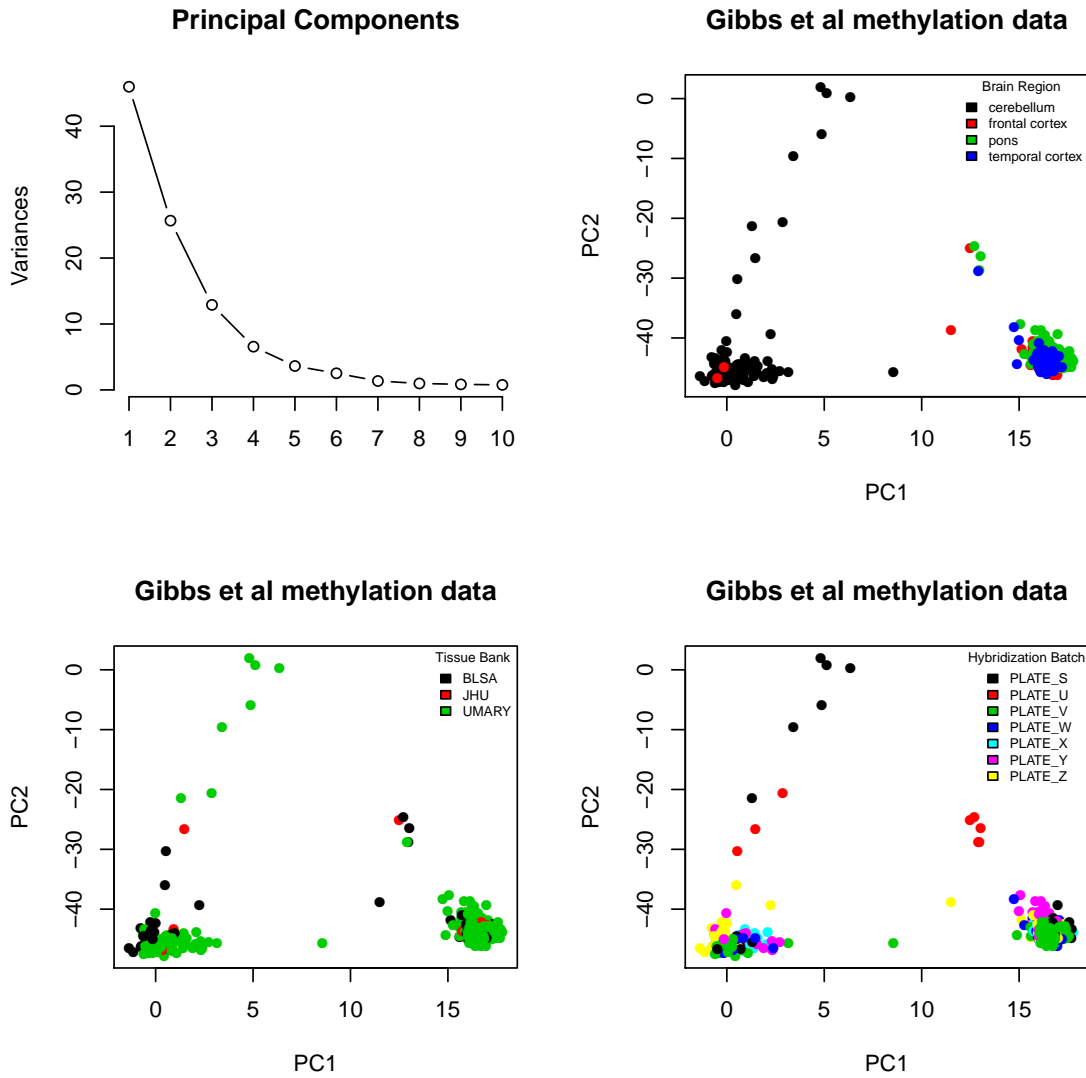 Principal Components
Variances
0
10
20
30
40
1 2 3 4 5 6 7 8 9 10
Gibbs et al methylation data
PC2
0
−10
−20
−30
−40
Brain Region
cerebellum
frontal cortex
pons
temporal cortex
0 5 10 15
PC1
Gibbs et al methylation data
PC2
0
−10
−20
−30
−40
Tissue Bank
BLSA
JHU
UMARY
0 5 10 15
PC1
Gibbs et al methylation data
PC2
0
−10
−20
−30
−40
Hybridization Batch
PLATE_S
PLATE_U
PLATE_V
PLATE_W
PLATE_X
PLATE_Y
PLATE_Z
0 5 10 15
PC1